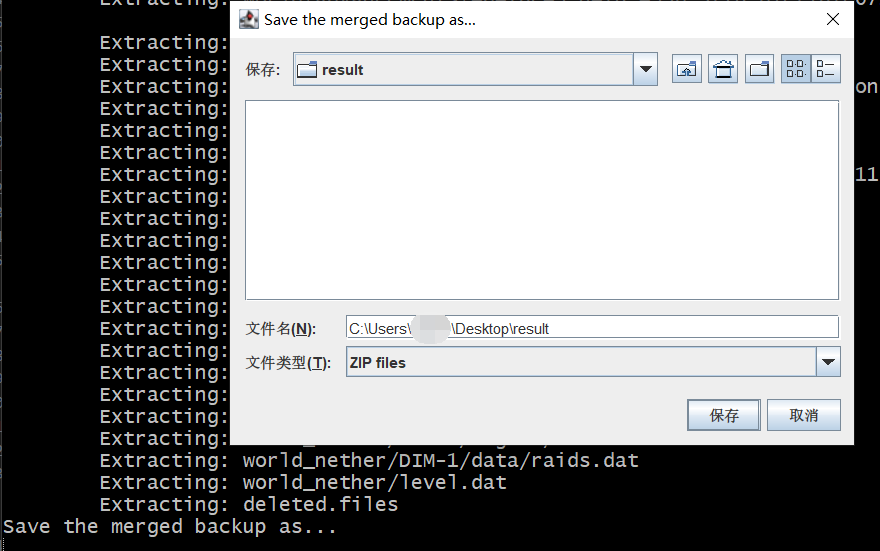 Extracting:
Save the merged backup as...
Extracting:
保存: result
Extracting:
on
Extracting:
Extracting:
Extracting:
Extracting:
11
Extracting:
Extracting:
Extracting:
Extracting:
Extracting:
Extracting:
Extracting:
文件名(N): C:\Users\ \Desktop\result
Extracting:
文件类型(T): ZIP files
Extracting:
Extracting:
Extracting:
保存 取消
Extracting:
Extracting: world_nether/DIM-1/data/raids.dat
Extracting: world_nether/level.dat
Extracting: deleted.files
Save the merged backup as...